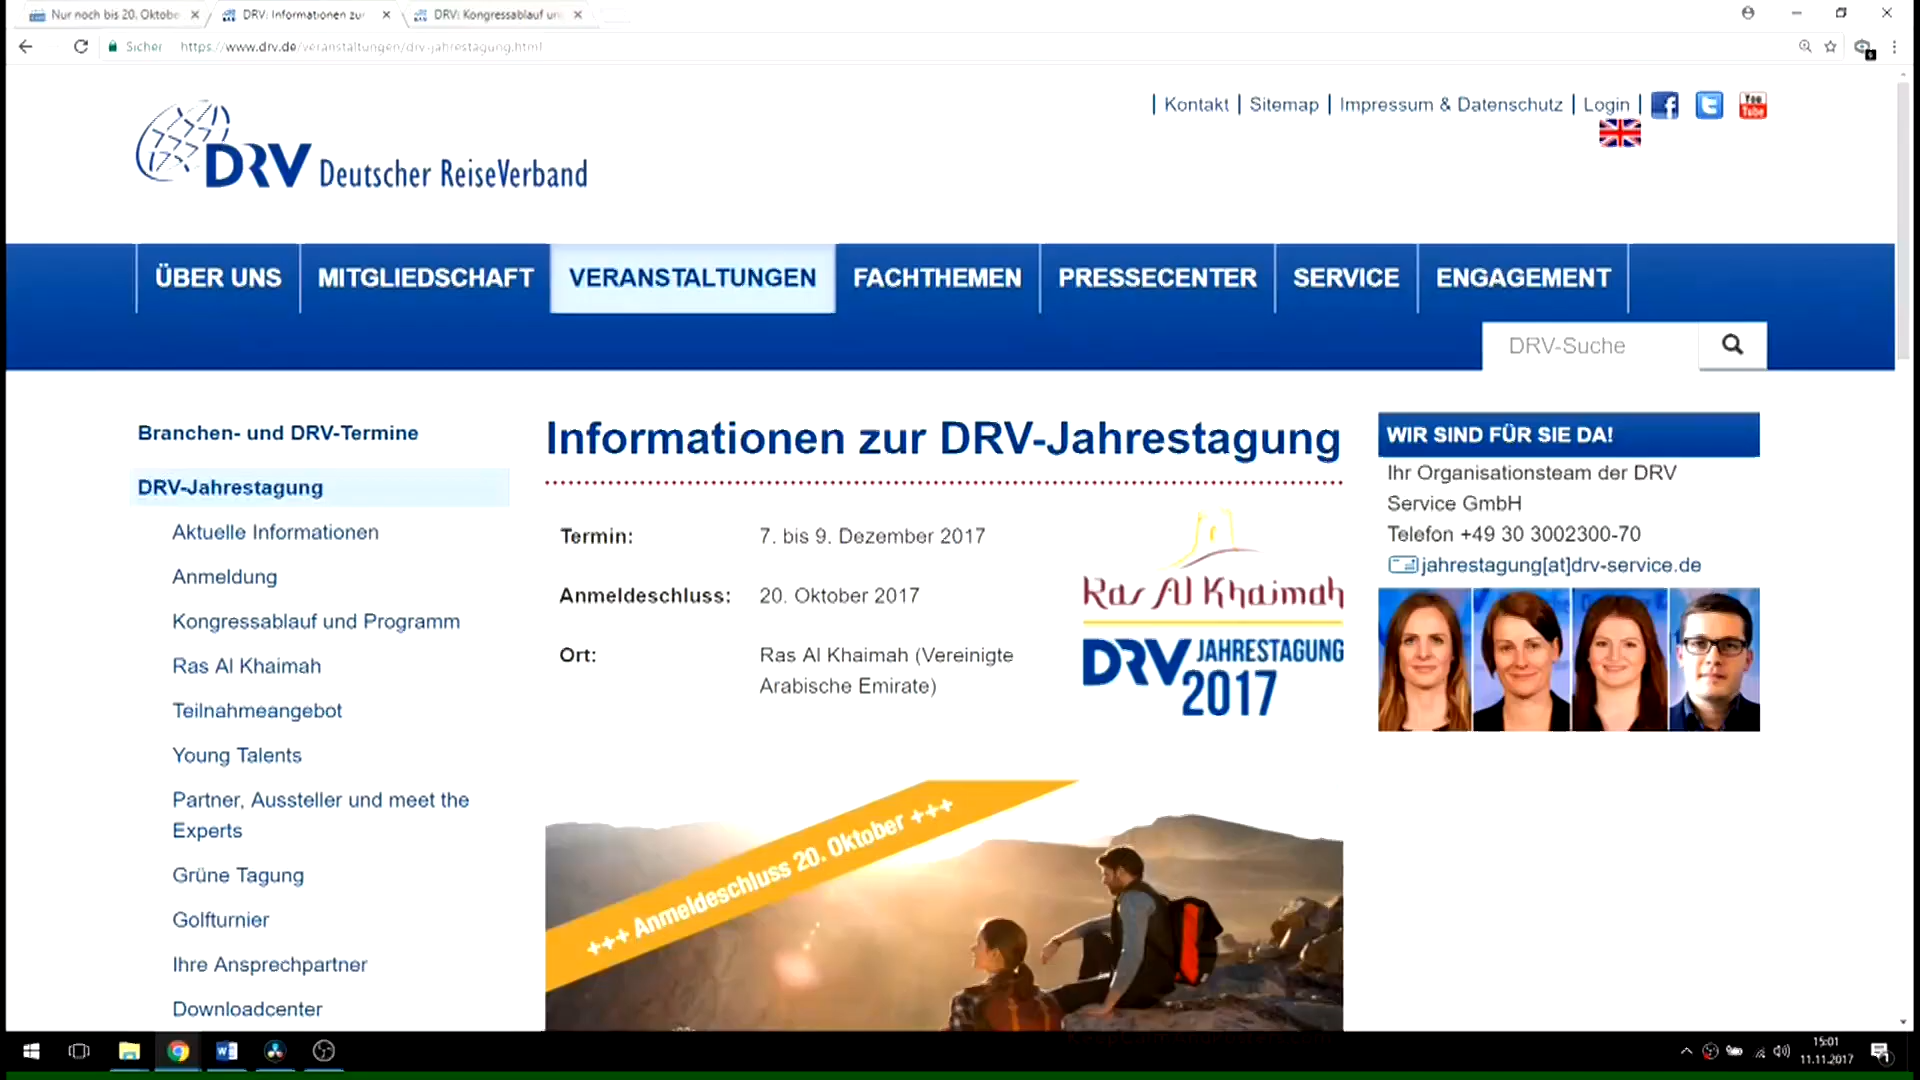 Nur noch bis 20. Oktobe
DRV: Informationen zu
DRV: Kongressablauf un
Sicher
https://www.drv.de/veranstaltungen/drv-jahrestagung.html
Kontakt | Sitemap | Impressum & Datenschutz | Login |
You Tube
DRV Deutscher ReiseVerband
ÜBER UNS
MITGLIEDSCHAFT
VERANSTALTUNGEN
FACHTHEMEN
PRESSECENTER
SERVICE
ENGAGEMENT
DRV-Suche
Branchen- und DRV-Termine
DRV-Jahrestagung
Aktuelle Informationen
Anmeldung
Kongressablauf und Programm
Ras Al Khaimah
Teilnahmeangebot
Young Talents
Partner, Aussteller und meet the
Experts
Grüne Tagung
Golfturnier
Ihre Ansprechpartner
Downloadcenter
Informationen zur DRV-Jahrestagung
Termin: 7. bis 9. Dezember 2017
Anmeldeschluss: 20. Oktober 2017
Ort: Ras Al Khaimah (Vereinigte
Arabische Emirate)
Ras Al Khaimah
DRV JAHRESTAGUNG
2017
+++ Anmeldeschluss 20. Oktober +++
WIR SIND FÜR SIE DA!
Ihr Organisationsteam der DRV
Service GmbH
Telefon +49 30 3002300-70
jahrestagung[at]drv-service.de
15:01
11.11.2017